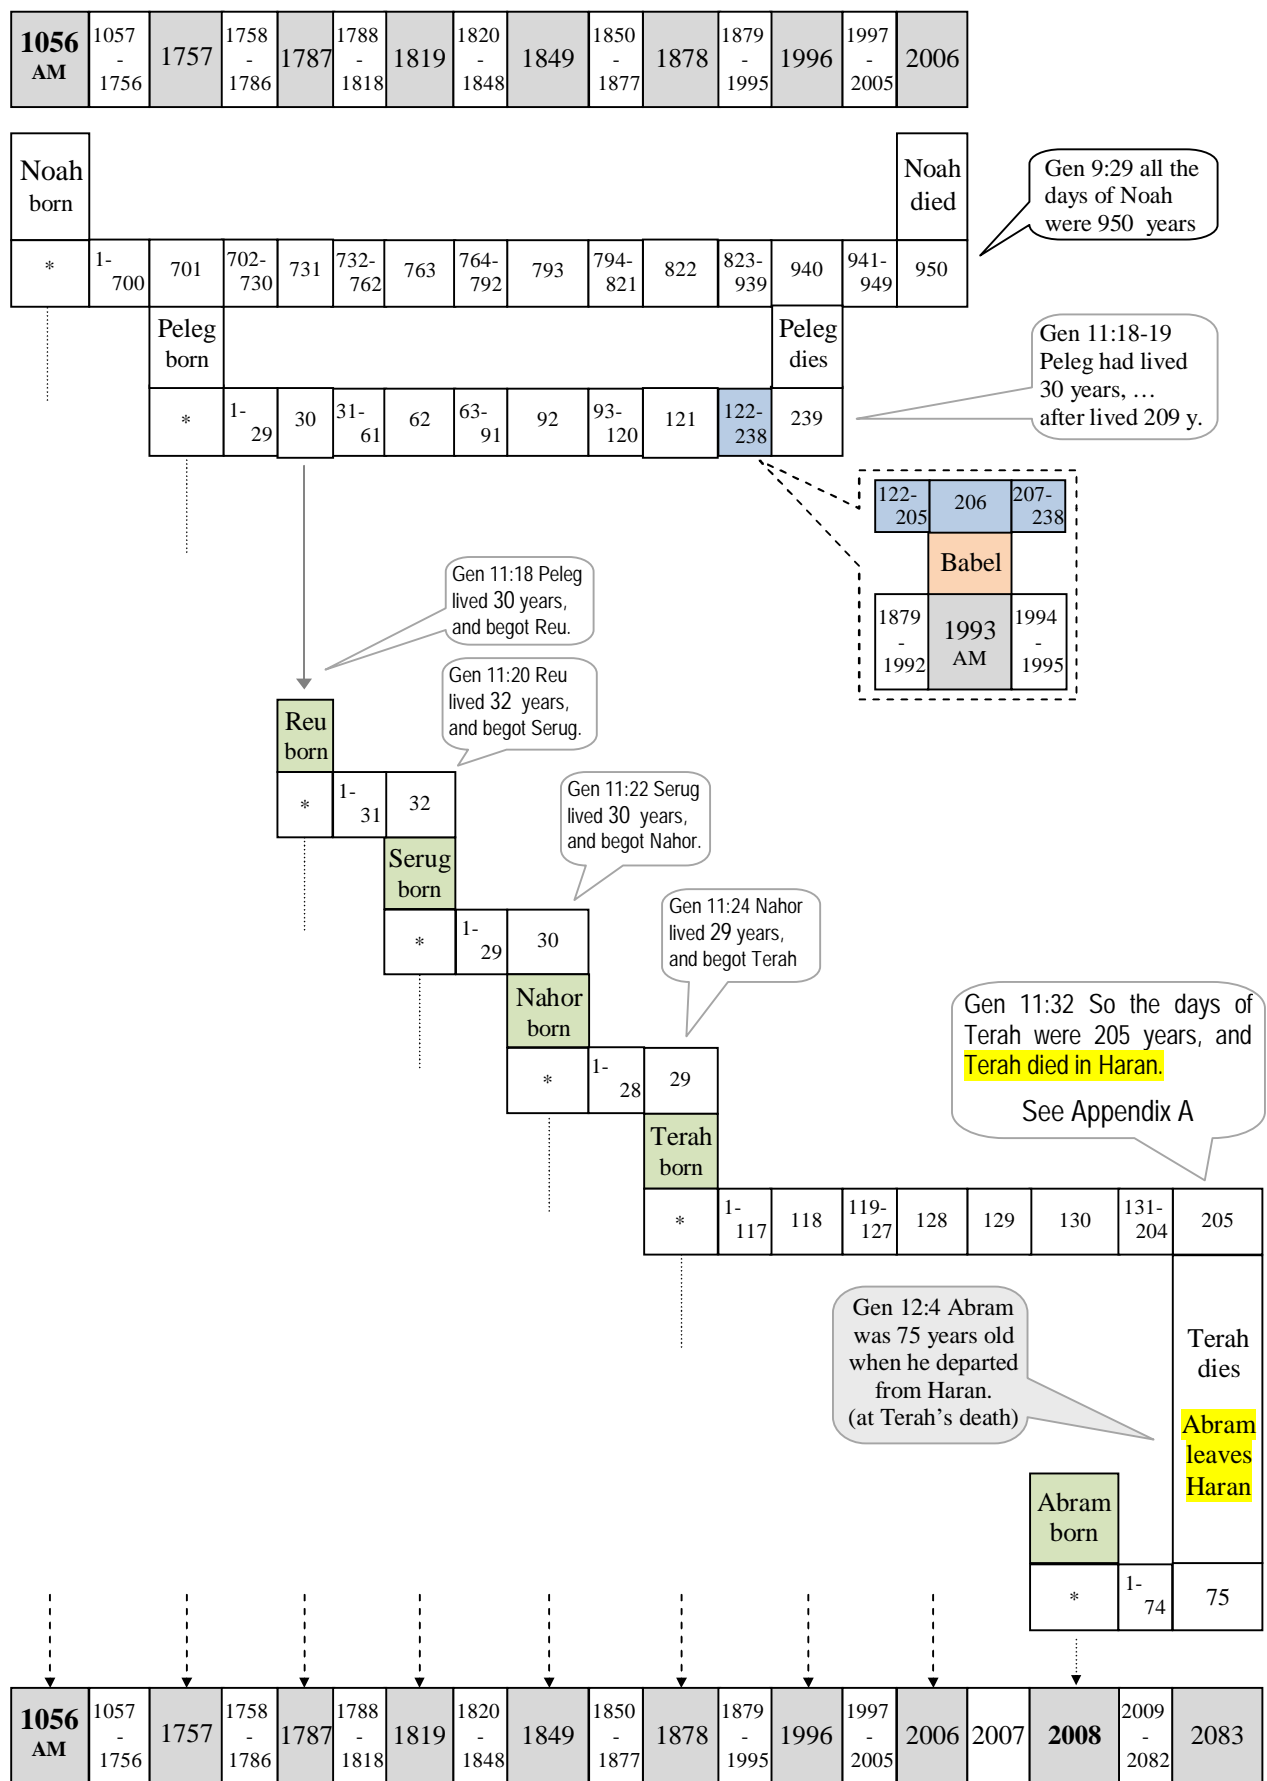 1056 AM
1057 - 1756
1757
1758 - 1786
1787
1788 - 1818
1819
1820 - 1848
1849
1850 - 1877
1878
1879 - 1995
1996
1997 - 2005
2006
Noah
born
Noah
died
Gen 9:29 all the
days of Noah
were 950 years
*
1- 700
701
702- 730
731
732- 762
763
764- 792
793
794- 821
822
823- 939
940
941- 949
950
Peleg
born
Peleg
dies
Gen 11:18-19
Peleg had lived
30 years, …
after lived 209 y.
*
1- 29
30
31- 61
62
63- 91
92
93- 120
121
122- 238
239
122- 205
206
207- 238
Babel
1879 - 1992
1993 AM
1994 - 1995
Gen 11:18 Peleg
lived 30 years,
and begot Reu.
Gen 11:20 Reu
lived 32 years,
and begot Serug.
Reu
born
*
1- 31
32
Gen 11:22 Serug
lived 30 years,
and begot Nahor.
Serug
born
*
1- 29
30
Gen 11:24 Nahor
lived 29 years,
and begot Terah
Nahor
born
*
1- 28
29
Gen 11:32 So the days of
Terah were 205 years, and
Terah died in Haran.
See Appendix A
Terah
born
*
1- 117
118
119- 127
128
129
130
131- 204
205
Gen 12:4 Abram
was 75 years old
when he departed
from Haran.
(at Terah's death)
Terah
dies
Abram
leaves
Haran
Abram
born
*
1- 74
75
1056 AM
1057 - 1756
1757
1758 - 1786
1787
1788 - 1818
1819
1820 - 1848
1849
1850 - 1877
1878
1879 - 1995
1996
1997 - 2005
2006
2007
2008
2009 - 2082
2083